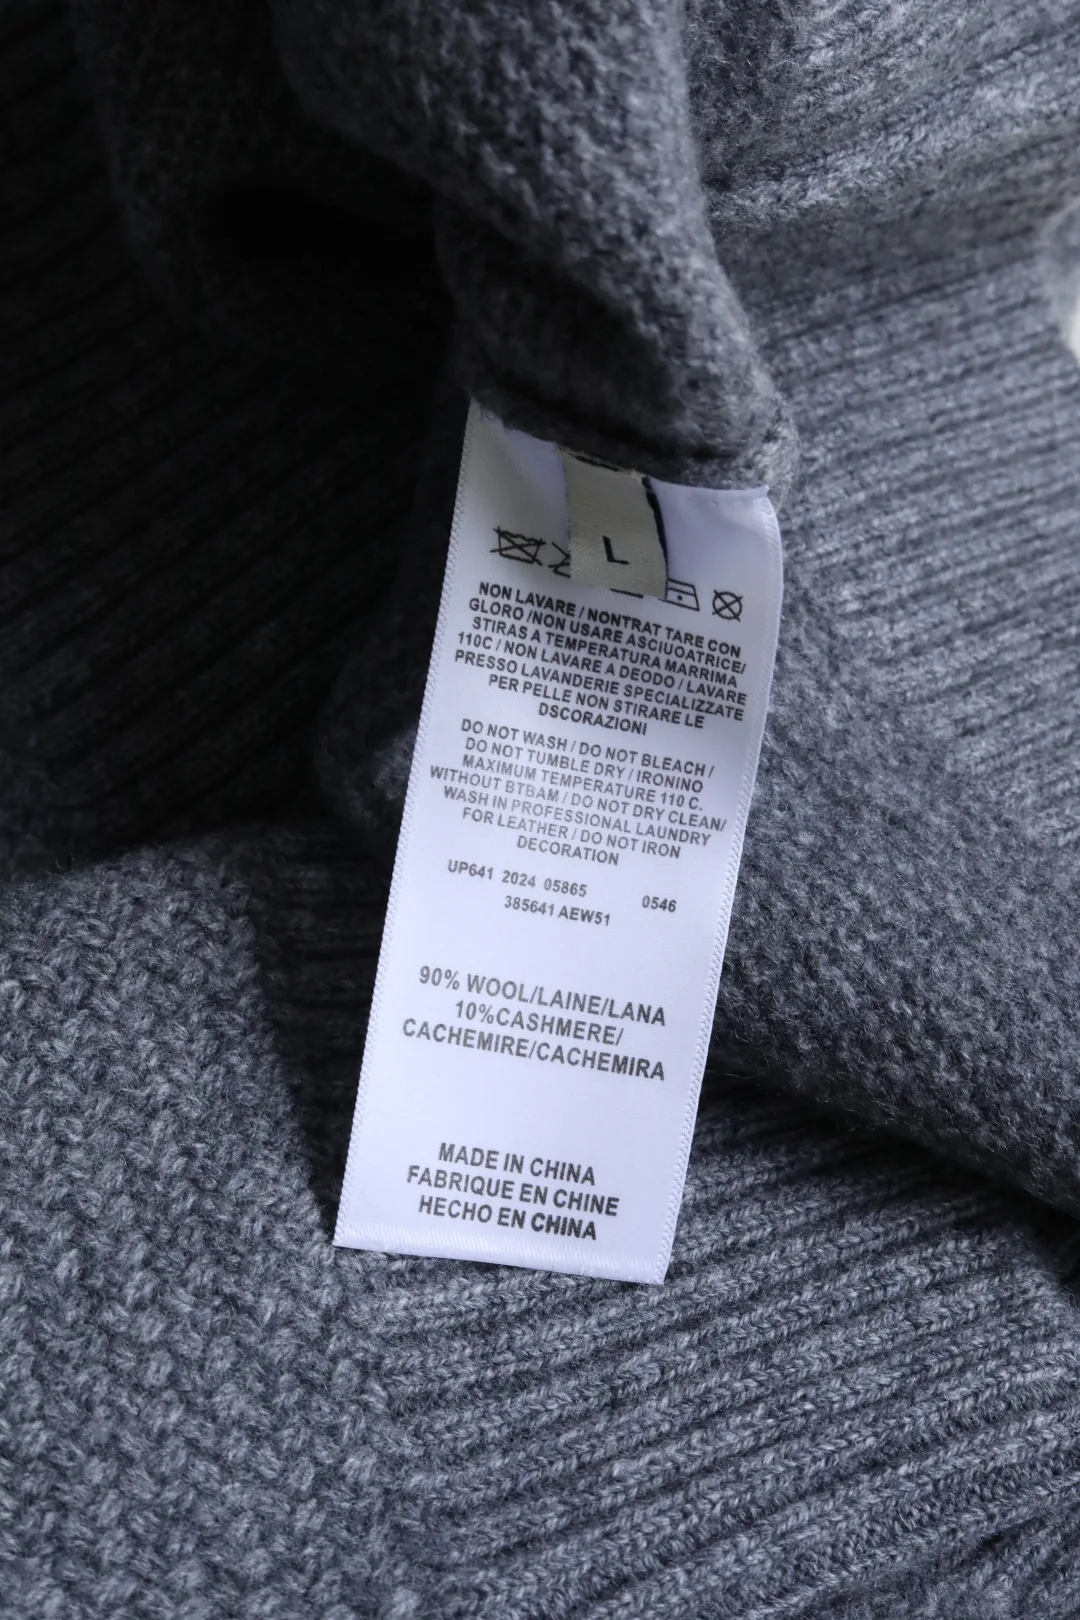 L
NON LAVARE / NONTRAT TARE CON
GLORO /NON USARE ASCIUOATRICE/
STIRAS A TEMPERATURA MARRIMA
110C / NON LAVARE A DEODO / LAVARE
PRESSO LAVANDERIE SPECIALIZZATE
PER PELLE NON STIRARE LE
DSCORAZIONI
DO NOT WASH / DO NOT BLEACH /
DO NOT TUMBLE DRY / IRONINO
MAXIMUM TEMPERATURE 110 C.
WITHOUT BTBAM / DO NOT DRY CLEAN/
WASH IN PROFESSIONAL LAUNDRY
FOR LEATHER / DO NOT IRON
DECORATION
UP641 2024 05865 0546
385641 AEW51
90% WOOL/LAINE/LANA
10%CASHMERE/
CACHEMIRE/CACHEMIRA
MADE IN CHINA
FABRIQUE EN CHINE
HECHO EN CHINA